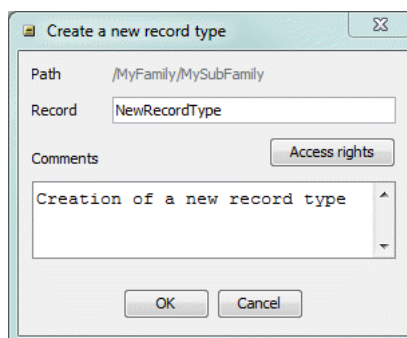 Create a new record type
Path /MyFamily/MySubFamily
Record NewRecordType
Comments Access rights
Creation of a new record type
OK Cancel